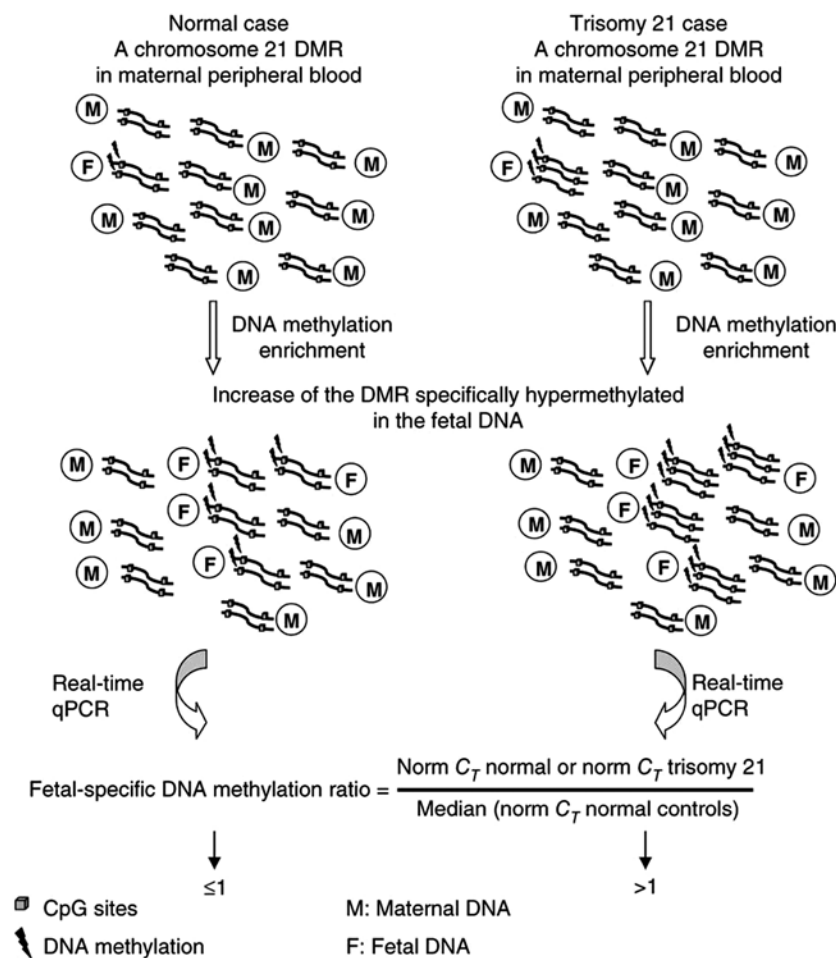 Normal case
A chromosome 21 DMR
in maternal peripheral blood
Trisomy 21 case
A chromosome 21 DMR
in maternal peripheral blood
M
M
M
F
M
M
M
M
M
M
M
M
M
F
M
M
M
M
M
M
DNA methylation
enrichment
DNA methylation
enrichment
Increase of the DMR specifically hypermethylated
in the fetal DNA
M
F
F
F
M
M
M
F
M
M
M
F
F
F
M
M
M
F
M
M
Real-time
qPCR
Real-time
qPCR
Fetal-specific DNA methylation ratio =
Norm CT normal or norm CT trisomy 21
Median (norm CT normal controls)
≤1
>1
CpG sites
M: Maternal DNA
DNA methylation
F: Fetal DNA